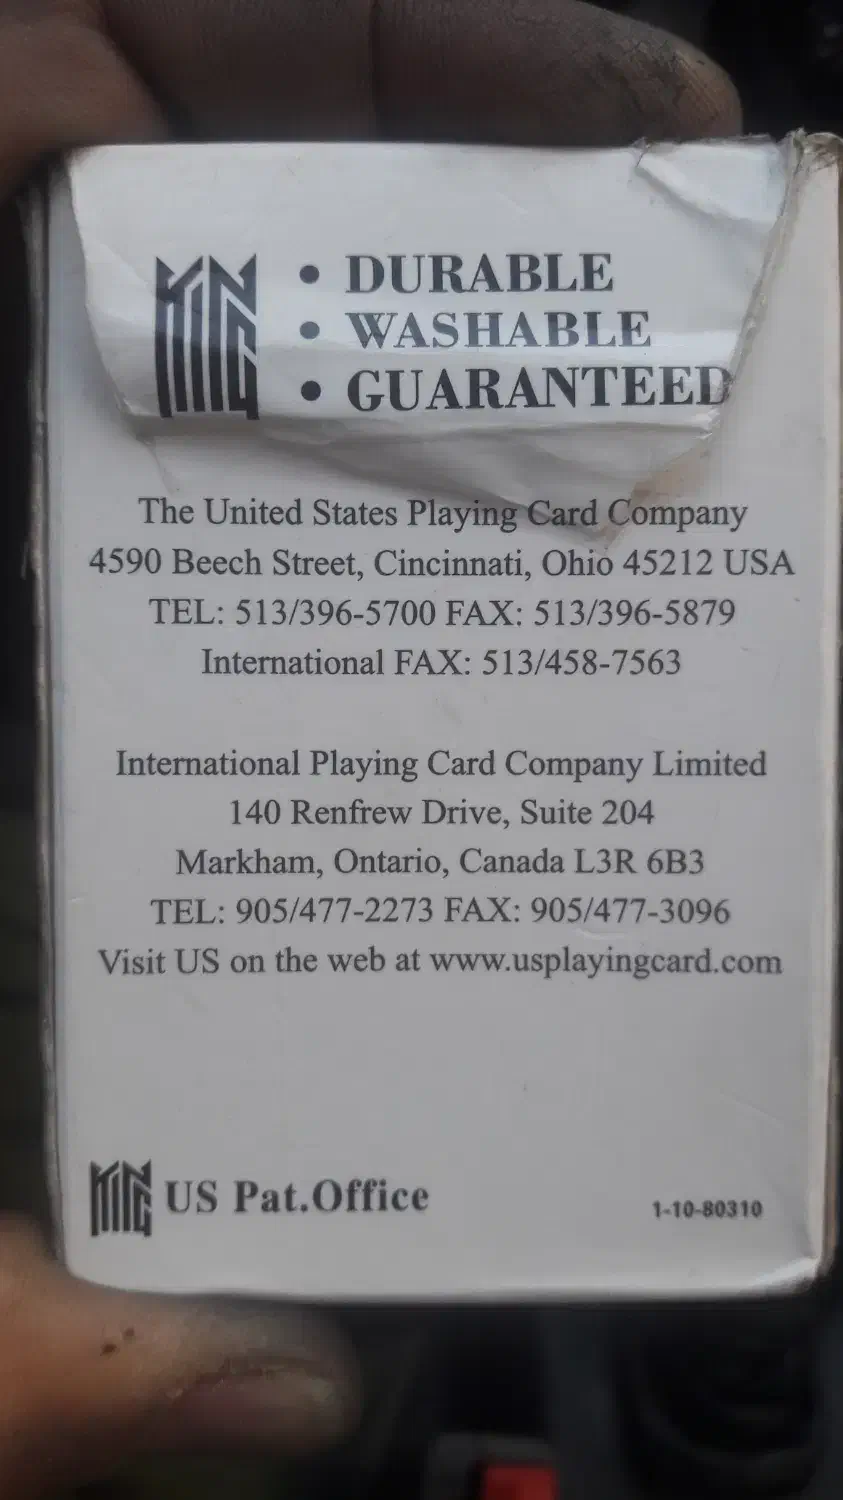 KING
• DURABLE
• WASHABLE
• GUARANTEED
The United States Playing Card Company
4590 Beech Street, Cincinnati, Ohio 45212 USA
TEL: 513/396-5700 FAX: 513/396-5879
International FAX: 513/458-7563
International Playing Card Company Limited
140 Renfrew Drive, Suite 204
Markham, Ontario, Canada L3R 6B3
TEL: 905/477-2273 FAX: 905/477-3096
Visit US on the web at www.usplayingcard.com
KING US Pat.Office
1-10-80310